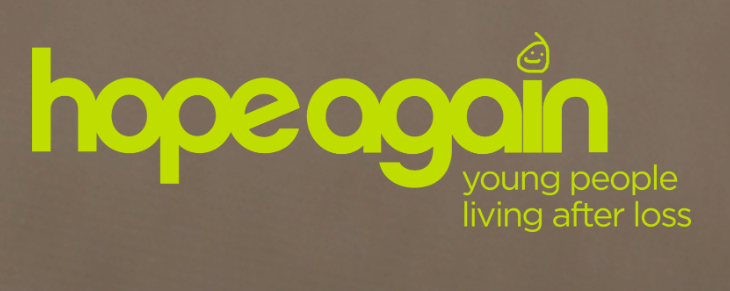 hope again
young people
living after loss